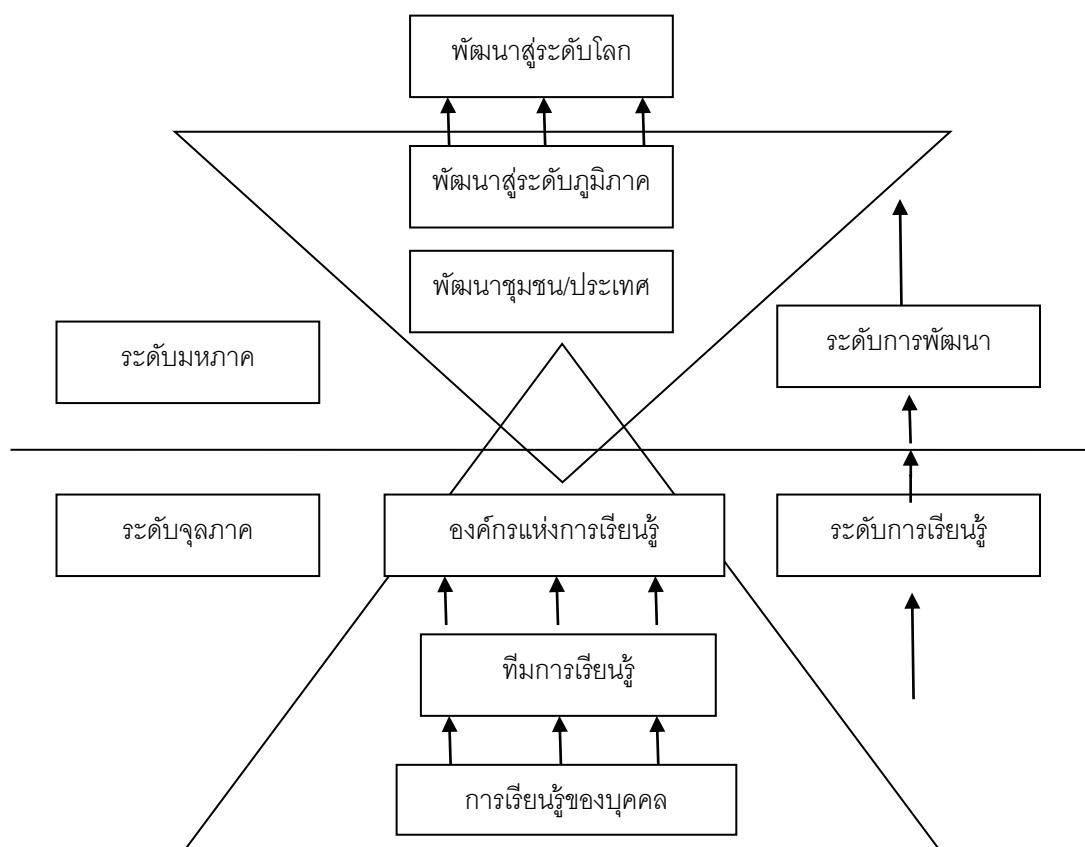 พัฒนาสู่ระดับโลก
พัฒนาสู่ระดับภูมิภาค
พัฒนาชุมชน/ประเทศ
ระดับมหภาค
ระดับการพัฒนา
ระดับจุลภาค
องค์กรแห่งการเรียนรู้
ระดับการเรียนรู้
ทีมการเรียนรู้
การเรียนรู้ของบุคคล